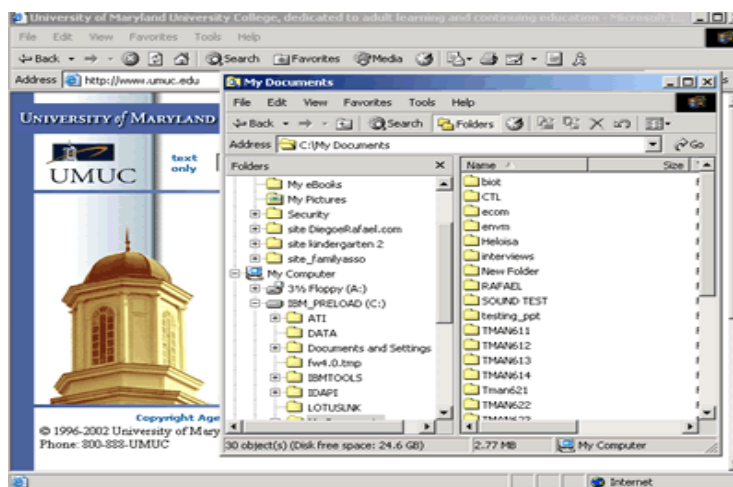 University of Maryland University College, dedicated to adult learning and continuing education - Microsoft I...
File Edit View Favorites Tools Help
Back Search Favorites Media
Address http://www.umuc.edu
UNIVERSITY of MARYLAND
UMUC
text only
Copyright Age
© 1996-2002 University of Mary
Phone: 800-888-UMUC
Internet
My Documents
File Edit View Favorites Tools Help
Back Search Folders
Address C:\My Documents Go
Folders
My eBooks
My Pictures
Security
site DiegoeRafael.com
site kindergarten 2
site_familyasso
My Computer
3½ Floppy (A:)
IBM_PRELOAD (C:)
ATI
DATA
Documents and Settings
fw4.0.tmp
IBMTOOLS
IDAPI
LOTUSLNK
Name Size
biot
CTL
ecom
envm
Heloisa
interviews
New Folder
RAFAEL
SOUND TEST
testing_ppt
TMAN611
TMAN612
TMAN613
TMAN614
Tman621
TMAN622
30 object(s) (Disk free space: 24.6 GB) 2.77 MB My Computer